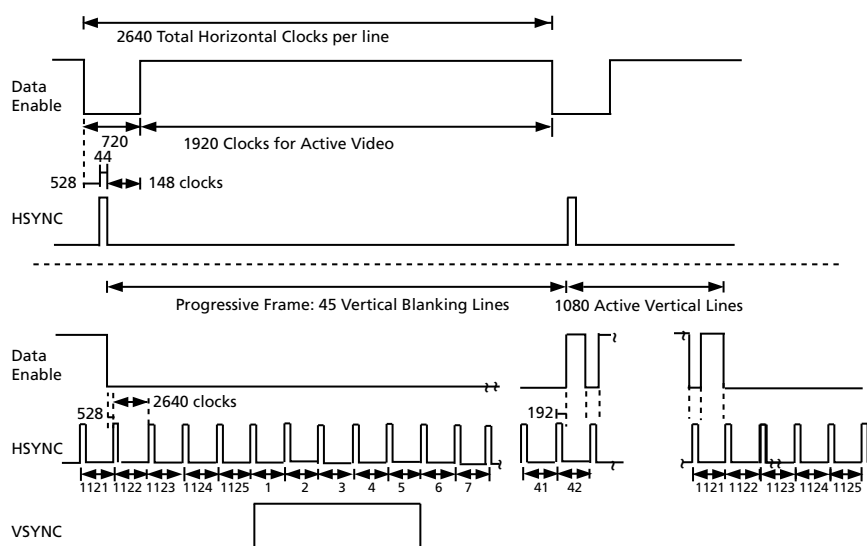 2640 Total Horizontal Clocks per line
Data
Enable
720
1920 Clocks for Active Video
44
528
148 clocks
HSYNC
Progressive Frame: 45 Vertical Blanking Lines
1080 Active Vertical Lines
Data
Enable
528
2640 clocks
192
HSYNC
1121 1122 1123 1124 1125 1 2 3 4 5 6 7 41 42 1121 1122 1123 1124 1125
VSYNC